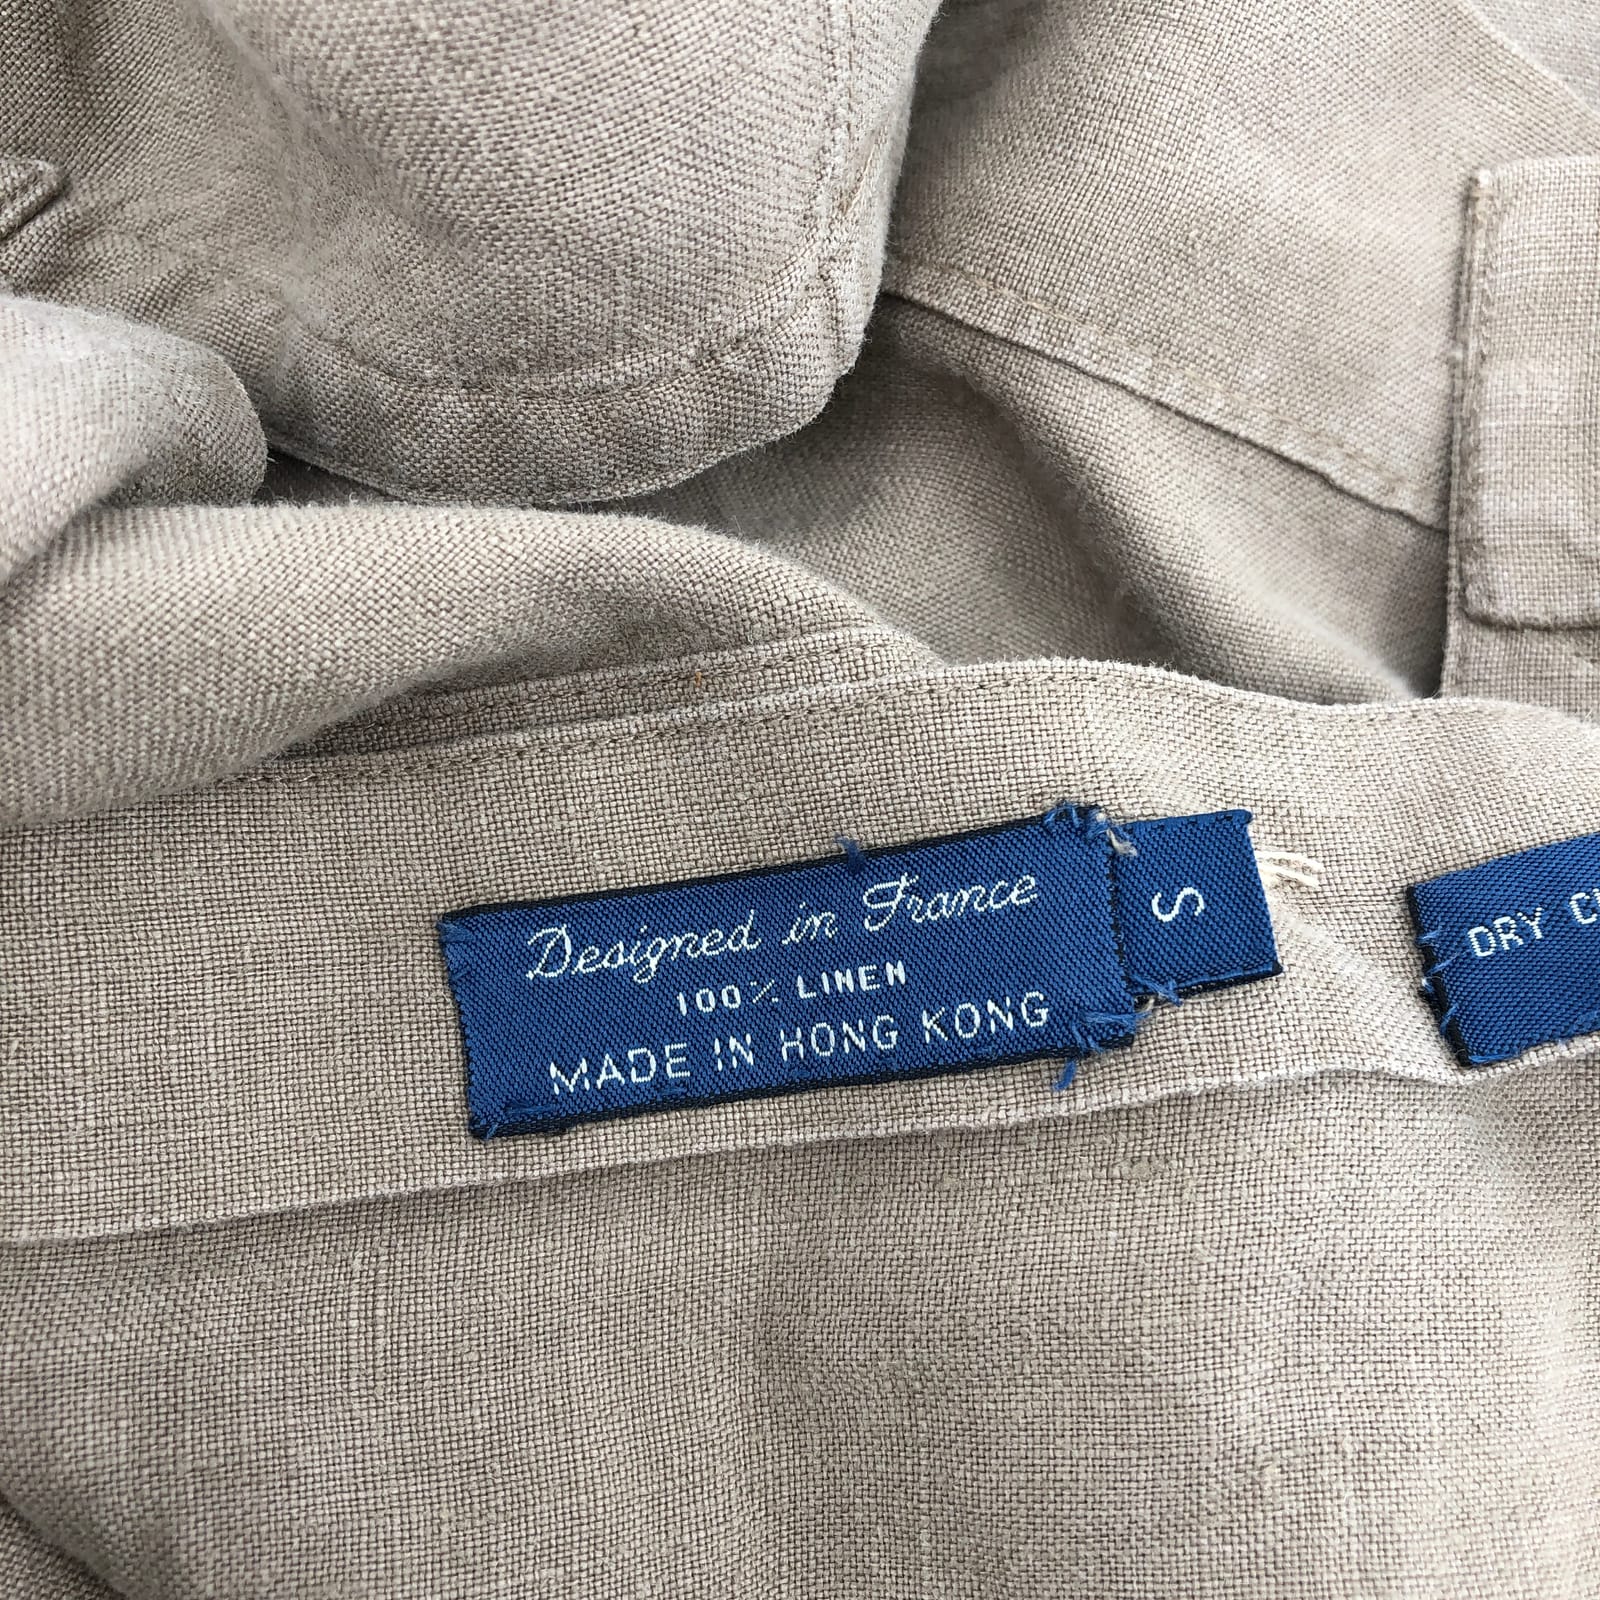 Designed in France
100% LINEN
MADE IN HONG KONG
S
DRY